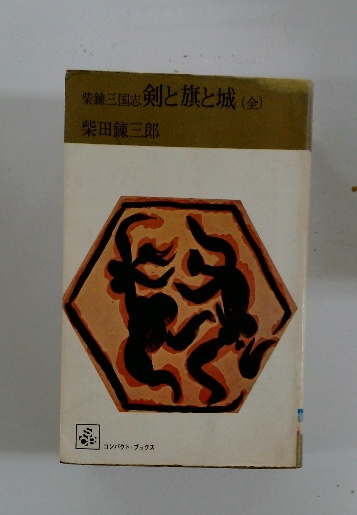 柴錬三国志 剣と旗と城（全）
柴田錬三郎
コンパクト・ブックス